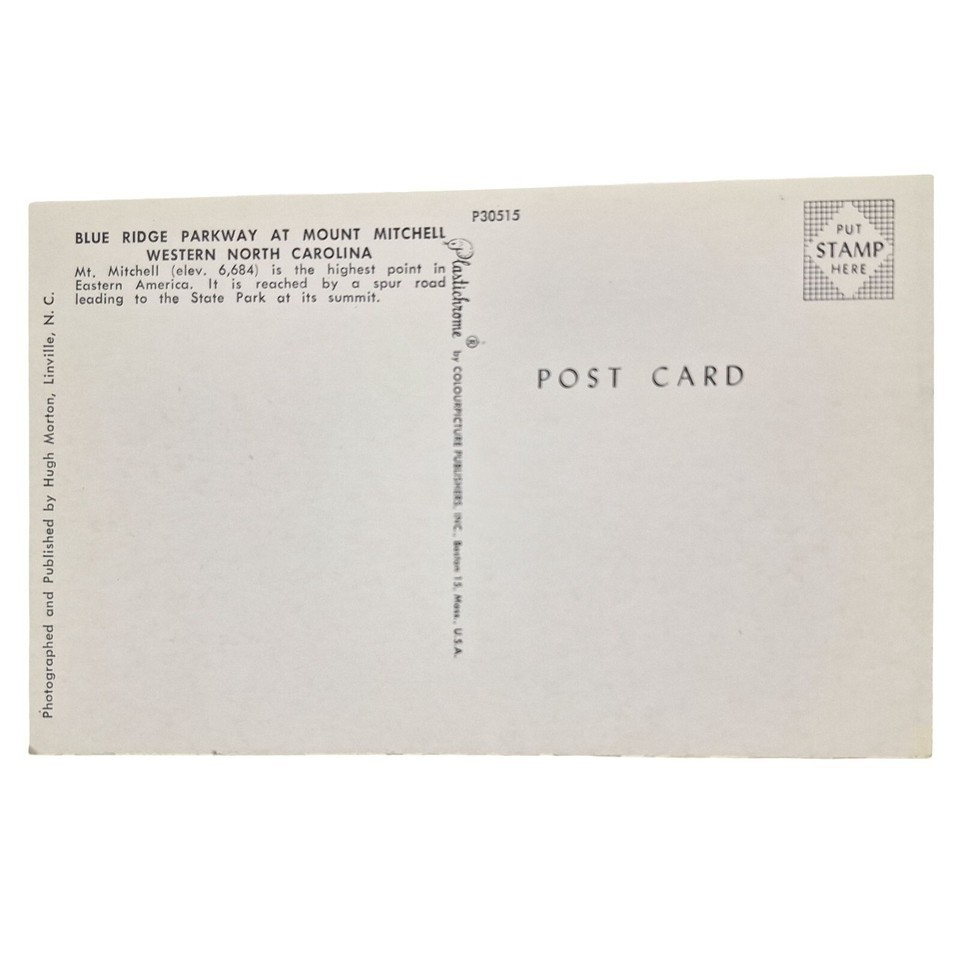 P30515
BLUE RIDGE PARKWAY AT MOUNT MITCHELL
WESTERN NORTH CAROLINA
Mt. Mitchell (elev. 6,684) is the highest point in
Eastern America. It is reached by a spur road
leading to the State Park at its summit.
Photographed and Published by Hugh Morton, Linville, N. C.
Plastichrome ® by COLOURPICTURE PUBLISHERS, INC., Boston 15, Mass., U.S.A.
PUT
STAMP
HERE
POST CARD